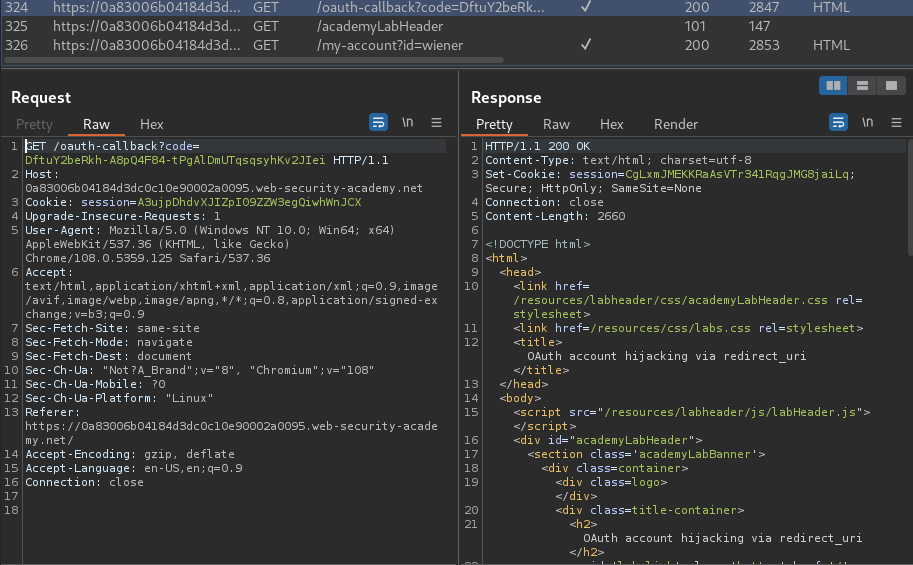 324 https://0a83006b04184d3d... GET /oauth-callback?code=DftuY2beRk... ✓ 200 2847 HTML
325 https://0a83006b04184d3d... GET /academyLabHeader 101 147
326 https://0a83006b04184d3d... GET /my-account?id=wiener ✓ 200 2853 HTML
Request
Pretty Raw Hex
\n
1 GET /oauth-callback?code=
DftuY2beRkh-A8pQ4F84-tPgAlDmUTqsqsyhKv2JIei HTTP/1.1
2 Host:
0a83006b04184d3dc0c10e90002a0095.web-security-academy.net
3 Cookie: session=A3ujpDhdvXJIZpI09ZZW3egQiwhWnJCX
4 Upgrade-Insecure-Requests: 1
5 User-Agent: Mozilla/5.0 (Windows NT 10.0; Win64; x64)
AppleWebKit/537.36 (KHTML, like Gecko)
Chrome/108.0.5359.125 Safari/537.36
6 Accept:
text/html,application/xhtml+xml,application/xml;q=0.9,image
/avif,image/webp,image/apng,*/*;q=0.8,application/signed-ex
change;v=b3;q=0.9
7 Sec-Fetch-Site: same-site
8 Sec-Fetch-Mode: navigate
9 Sec-Fetch-Dest: document
10 Sec-Ch-Ua: "Not?A_Brand";v="8", "Chromium";v="108"
11 Sec-Ch-Ua-Mobile: ?0
12 Sec-Ch-Ua-Platform: "Linux"
13 Referer:
https://0a83006b04184d3dc0c10e90002a0095.web-security-acade
my.net/
14 Accept-Encoding: gzip, deflate
15 Accept-Language: en-US,en;q=0.9
16 Connection: close
17
18
Response
Pretty Raw Hex Render
\n
1 HTTP/1.1 200 OK
2 Content-Type: text/html; charset=utf-8
3 Set-Cookie: session=CgLxmJMEKKRaAsVTr341RqgJMG8jaiLq;
Secure; HttpOnly; SameSite=None
4 Connection: close
5 Content-Length: 2660
6
7 <!DOCTYPE html>
8 <html>
9 <head>
10 <link href=
/resources/labheader/css/academyLabHeader.css rel=
stylesheet>
11 <link href=/resources/css/labs.css rel=stylesheet>
12 <title>
OAuth account hijacking via redirect_uri
</title>
13 </head>
14 <body>
15 <script src="/resources/labheader/js/labHeader.js">
</script>
16 <div id="academyLabHeader">
17 <section class='academyLabBanner'>
18 <div class=container>
19 <div class=logo>
</div>
20 <div class=title-container>
21 <h2>
OAuth account hijacking via redirect_uri
</h2>